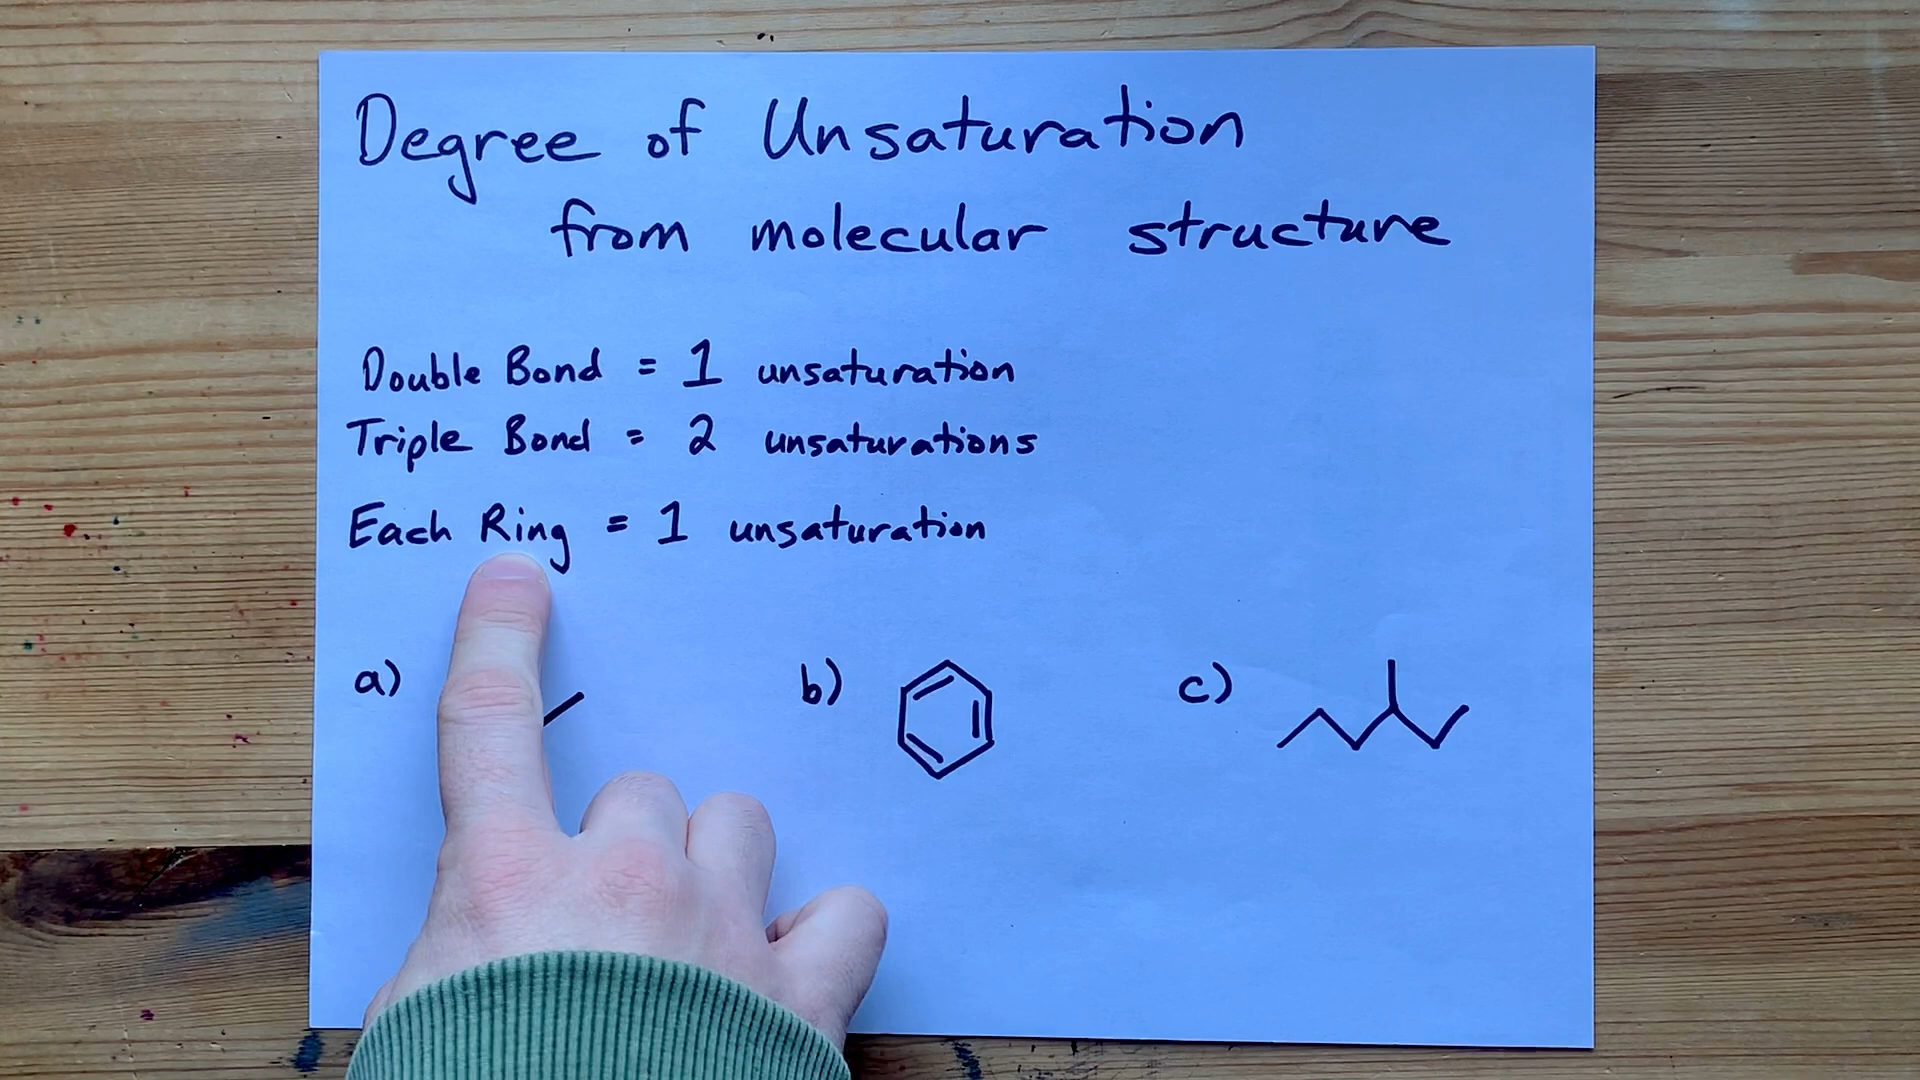 Degree of Unsaturation
from molecular structure
Double Bond = 1 unsaturation
Triple Bond = 2 unsaturations
Each Ring = 1 unsaturation
a) b) c)